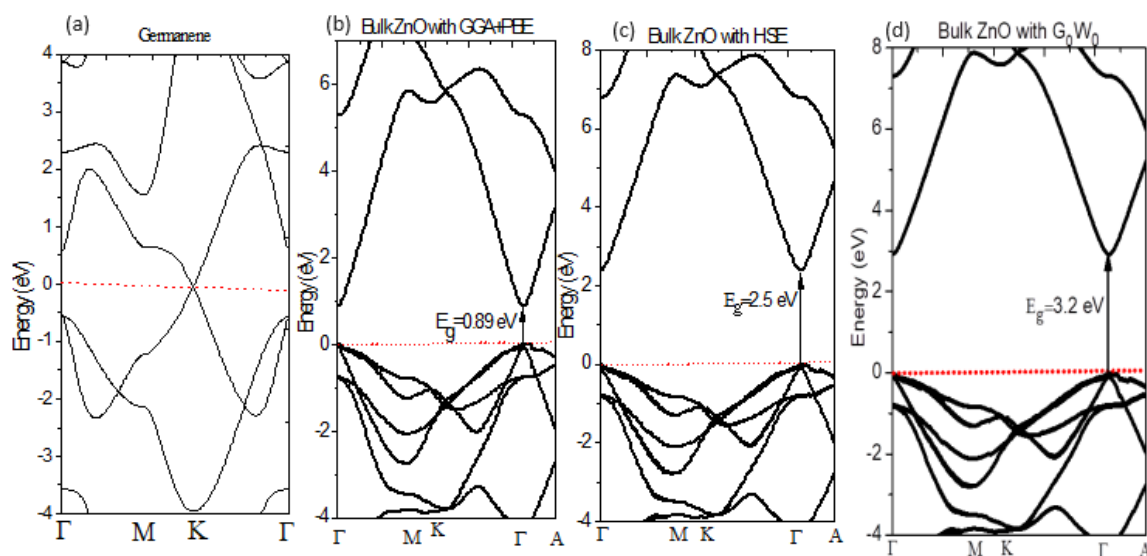 (a)
Germanene
Energy (eV)
4
3
2
1
0
-1
-2
-3
-4
Γ M K Γ
(b)
Bulk ZnO with GGA+PBE
Energy (eV)
6
4
2
0
-2
-4
E_g=0.89 eV
Γ M K Γ A
(c)
Bulk ZnO with HSE
Energy (eV)
8
6
4
2
0
-2
-4
E_g=2.5 eV
Γ M K Γ A
(d)
Bulk ZnO with G₀W₀
Energy (eV)
8
6
4
2
0
-2
-4
E_g=3.2 eV
Γ M K Γ A